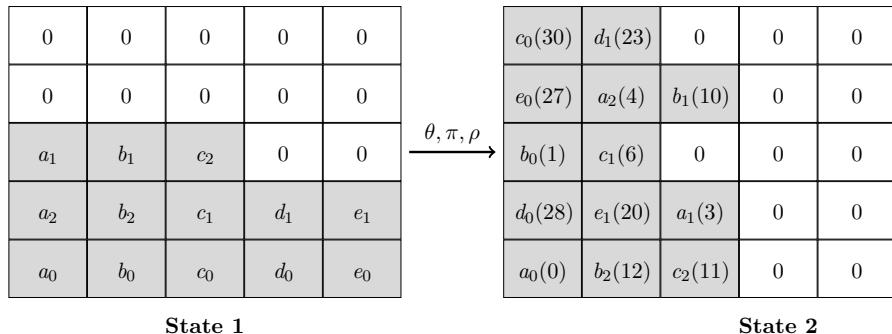 0 0 0 0 0 c₀(30) d₁(23) 0 0 0
0 0 0 0 0 e₀(27) a₂(4) b₁(10) 0 0
θ, π, ρ
a₁ b₁ c₂ 0 0 b₀(1) c₁(6) 0 0 0
a₂ b₂ c₁ d₁ e₁ d₀(28) e₁(20) a₁(3) 0 0
a₀ b₀ c₀ d₀ e₀ a₀(0) b₂(12) c₂(11) 0 0
State 1 State 2